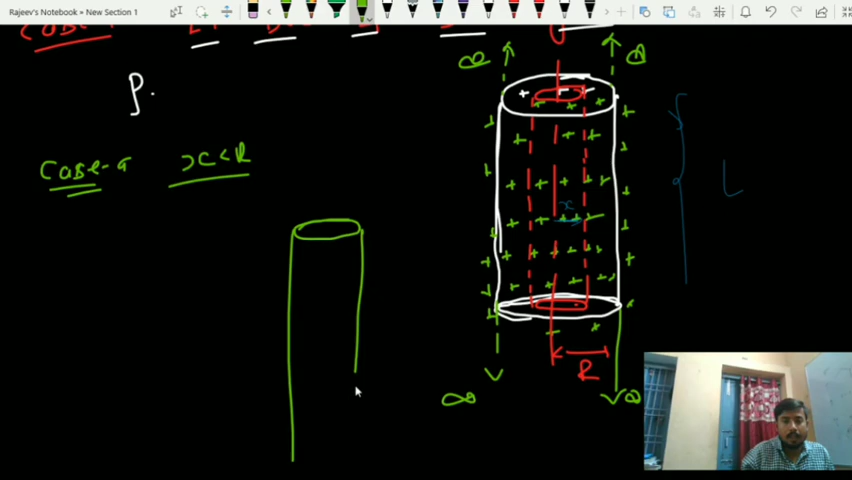 Rajeev's Notebook » New Section 1
∞
ρ.
Case-a x<R
x
L
R
∞ ∞